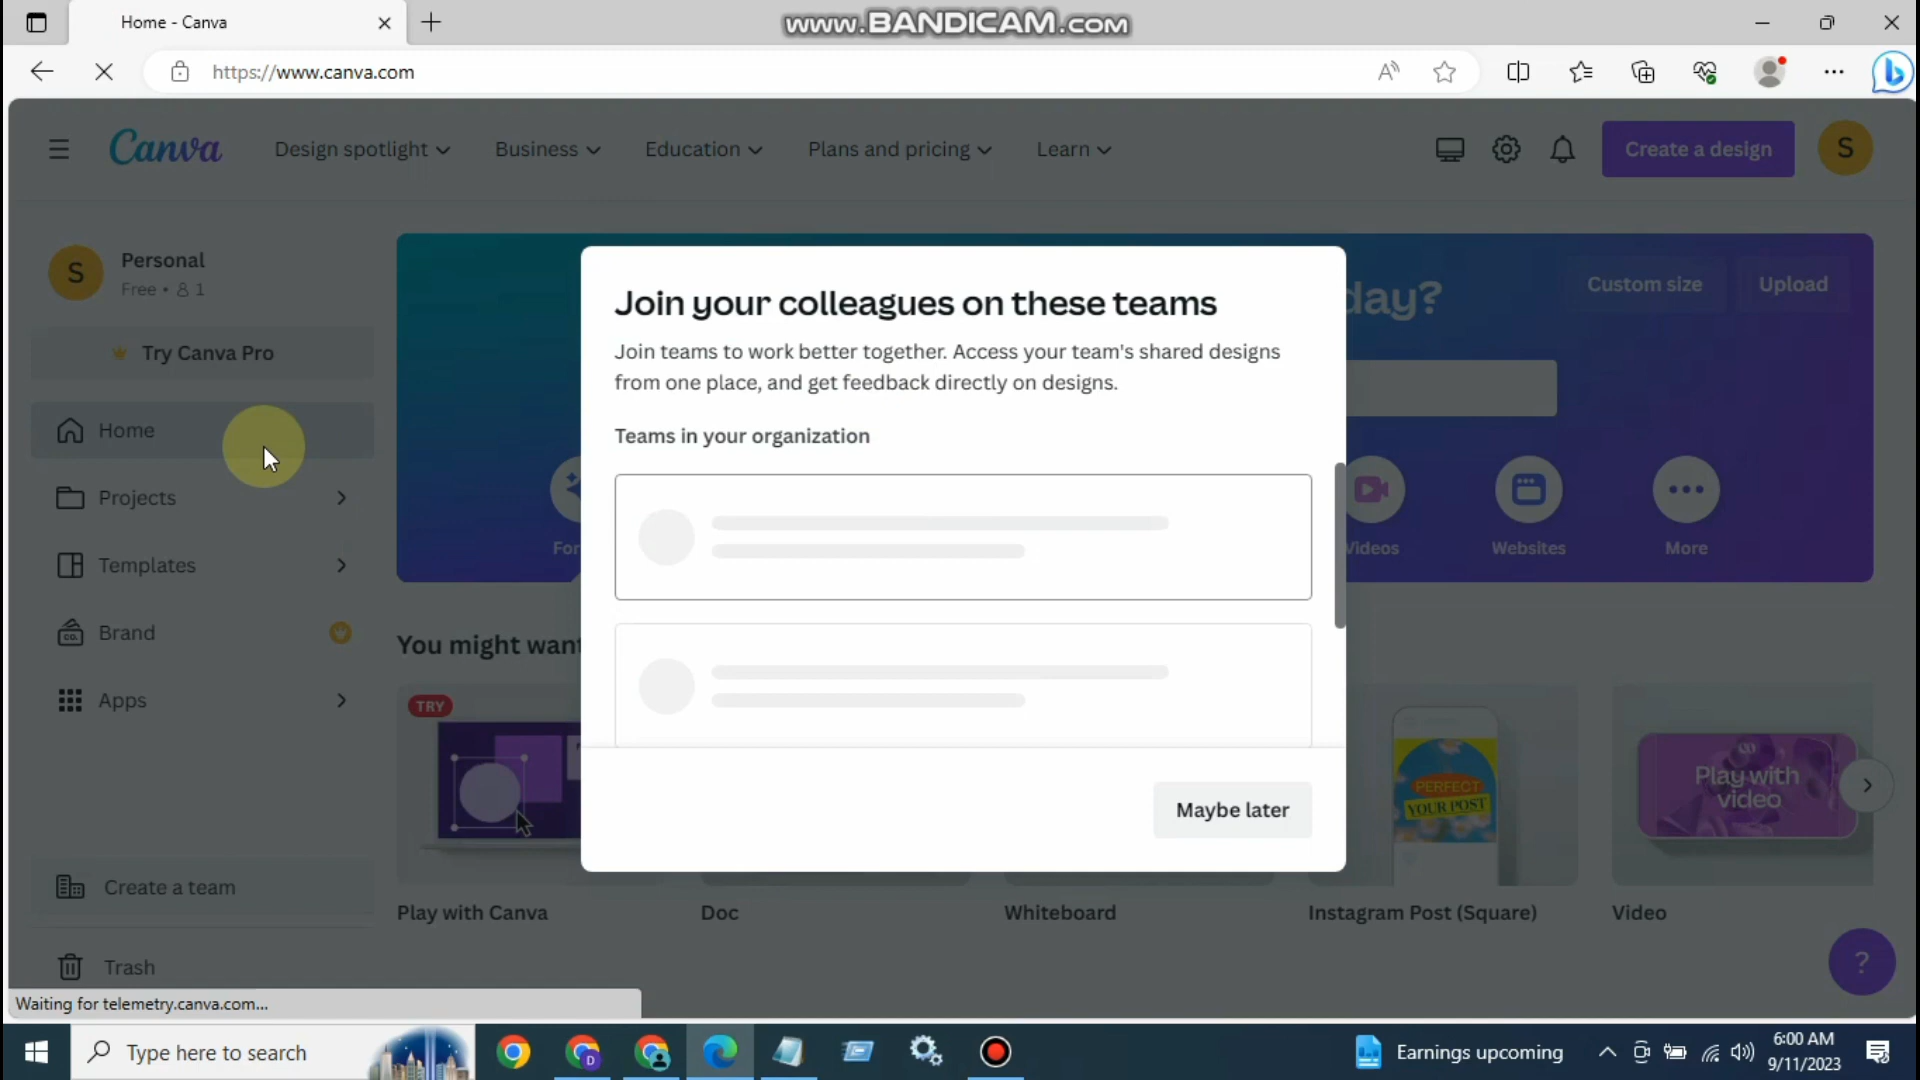 Home - Canva
www.BANDICAM.com
https://www.canva.com
Canva
Design spotlight
Business
Education
Plans and pricing
Learn
Create a design
S
S
Personal
Free • 1
Try Canva Pro
Home
Projects
Templates
Brand
Apps
Create a team
Trash
day?
Custom size
Upload
For
Videos
Websites
More
Join your colleagues on these teams
Join teams to work better together. Access your team's shared designs
from one place, and get feedback directly on designs.
Teams in your organization
Maybe later
You might want
TRY
PERFECT
YOUR POST
Play with
video
Play with Canva
Doc
Whiteboard
Instagram Post (Square)
Video
?
Waiting for telemetry.canva.com...
Type here to search
D
Earnings upcoming
6:00 AM
9/11/2023